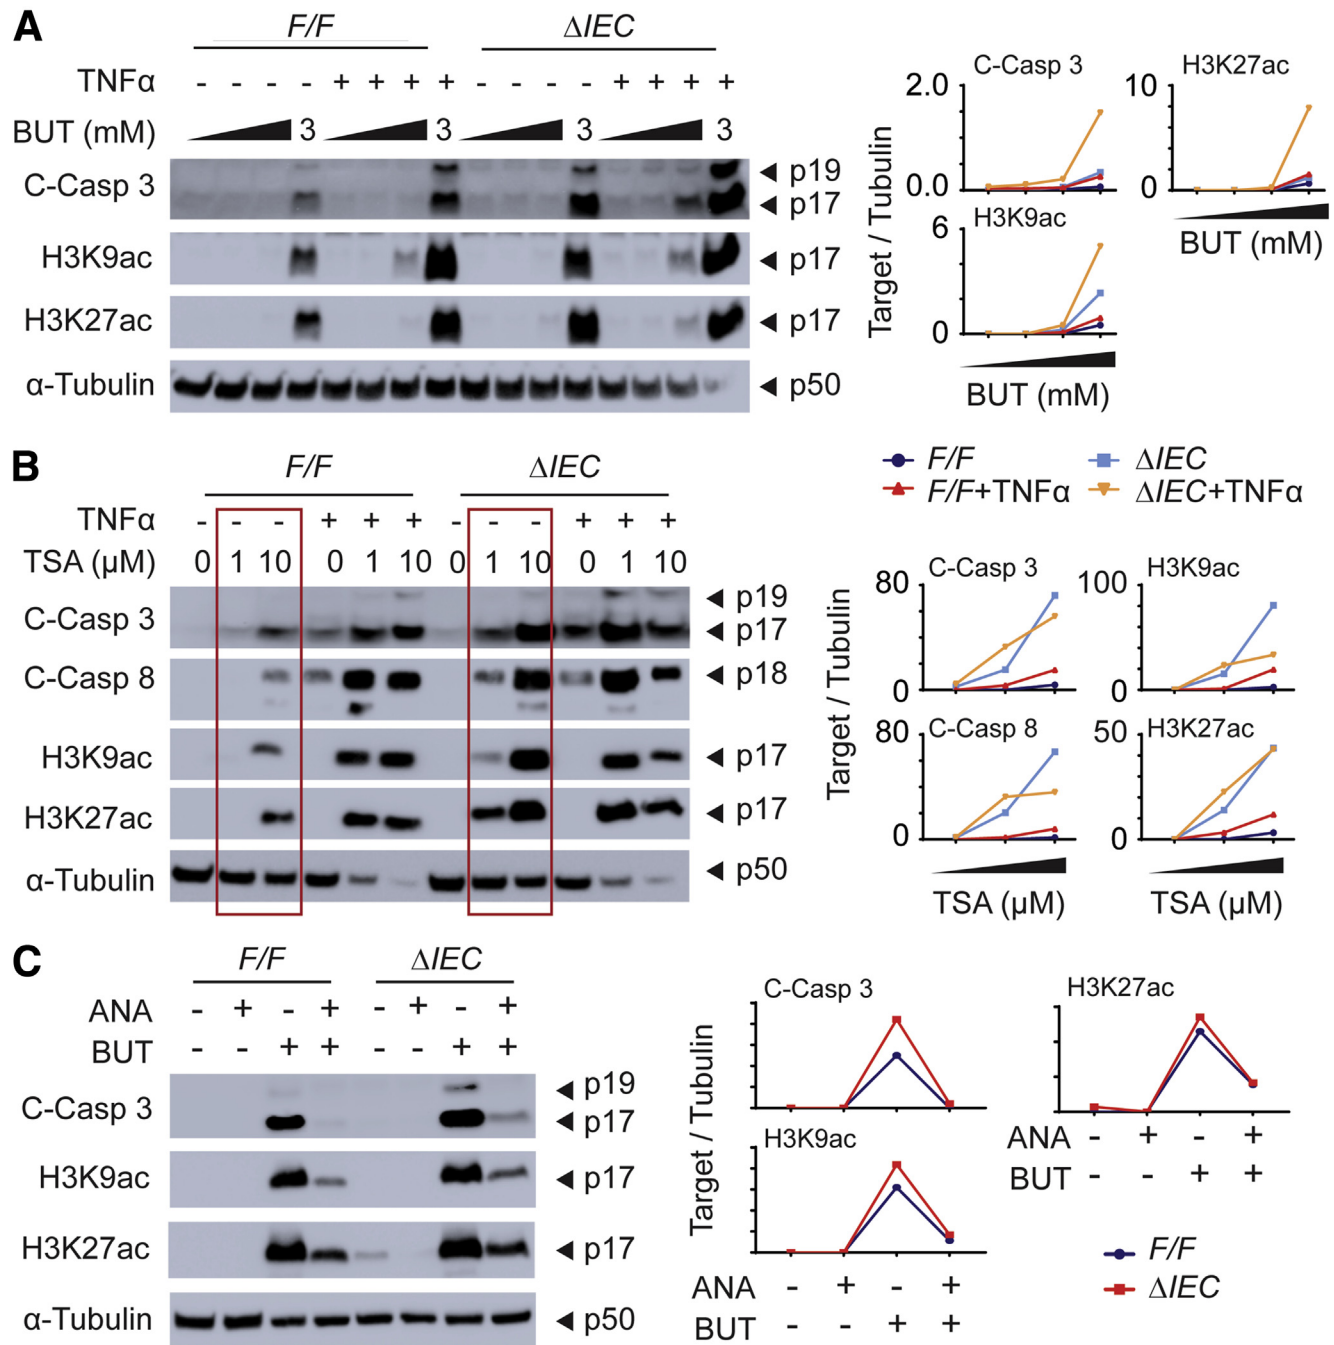 A
F/F ΔIEC
TNFα - - - - + + + + - - - - + + + +
BUT (mM) 3 3 3 3
C-Casp 3 p19
p17
H3K9ac p17
H3K27ac p17
α-Tubulin p50
C-Casp 3 H3K27ac
2.0 10
0.0 0
H3K9ac
6
0
Target / Tubulin
BUT (mM)
BUT (mM)
F/F ΔIEC
F/F+TNFα ΔIEC+TNFα
B
F/F ΔIEC
TNFα - - - + + + - - - + + +
TSA (µM) 0 1 10 0 1 10 0 1 10 0 1 10
C-Casp 3 p19
p17
C-Casp 8 p18
H3K9ac p17
H3K27ac p17
α-Tubulin p50
C-Casp 3 H3K9ac
80 100
0 0
C-Casp 8 H3K27ac
80 50
0 0
Target / Tubulin
TSA (µM) TSA (µM)
C
F/F ΔIEC
ANA - + - + - + - +
BUT - - + + - - + +
C-Casp 3 p19
p17
H3K9ac p17
H3K27ac p17
α-Tubulin p50
C-Casp 3 H3K27ac
H3K9ac
Target / Tubulin
ANA - + - +
BUT - - + +
ANA - + - +
BUT - - + +
F/F
ΔIEC